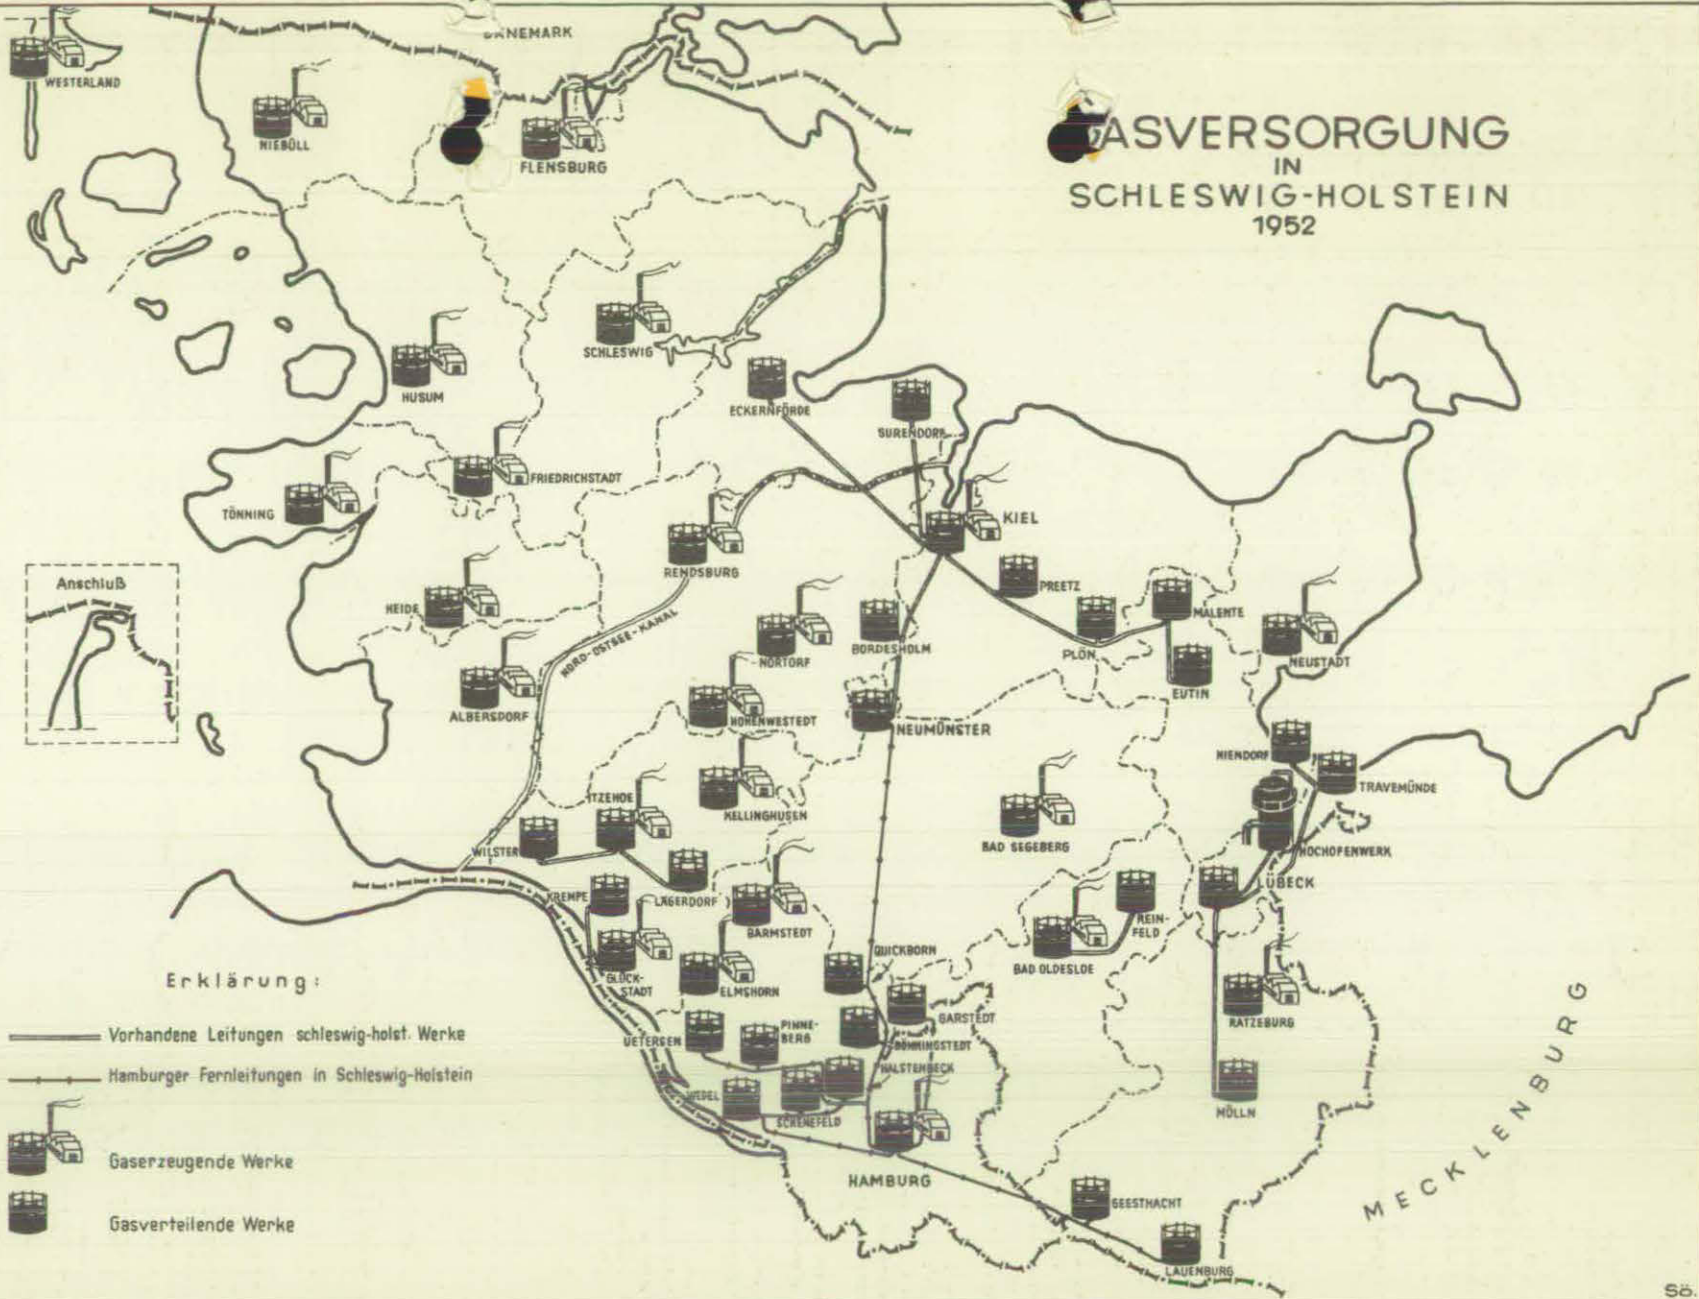 DÄNEMARK
WESTERLAND
NIEBÜLL
FLENSBURG
GASVERSORGUNG
IN
SCHLESWIG-HOLSTEIN
1952
SCHLESWIG
HUSUM
ECKERNFÖRDE
SURENDORF
FRIEDRICHSTADT
TÖNNING
KIEL
RENDSBURG
Anschluß
HEIDE
PREETZ
MALENTE
NORD-OSTSEE-KANAL
NORTORF
BORDESHOLM
PLÖN
NEUSTADT
EUTIN
ALBERSDORF
HOHENWESTEDT
NEUMÜNSTER
NIENDORF
TRAVEMÜNDE
ITZEHOE
KELLINGHUSEN
BAD SEGEBERG
WILSTER
HOCHOFENWERK
LÜBECK
KREMPE
LÄGERDORF
BARMSTEDT
REIN-
FELD
QUICKBORN
BAD OLDESLOE
GLÜCK-
STADT
ELMSHORN
GARSTEDT
RATZEBURG
MECKLENBURG
Erklärung:
Vorhandene Leitungen schleswig-holst. Werke
Hamburger Fernleitungen in Schleswig-Holstein
Gaserzeugende Werke
Gasverteilende Werke
UETERSEN
PINNE-
BERG
BÖNNINGSTEDT
HALSTENBECK
WEDEL
SCHENEFELD
MÖLLN
HAMBURG
GEESTHACHT
LAUENBURG
Sö.